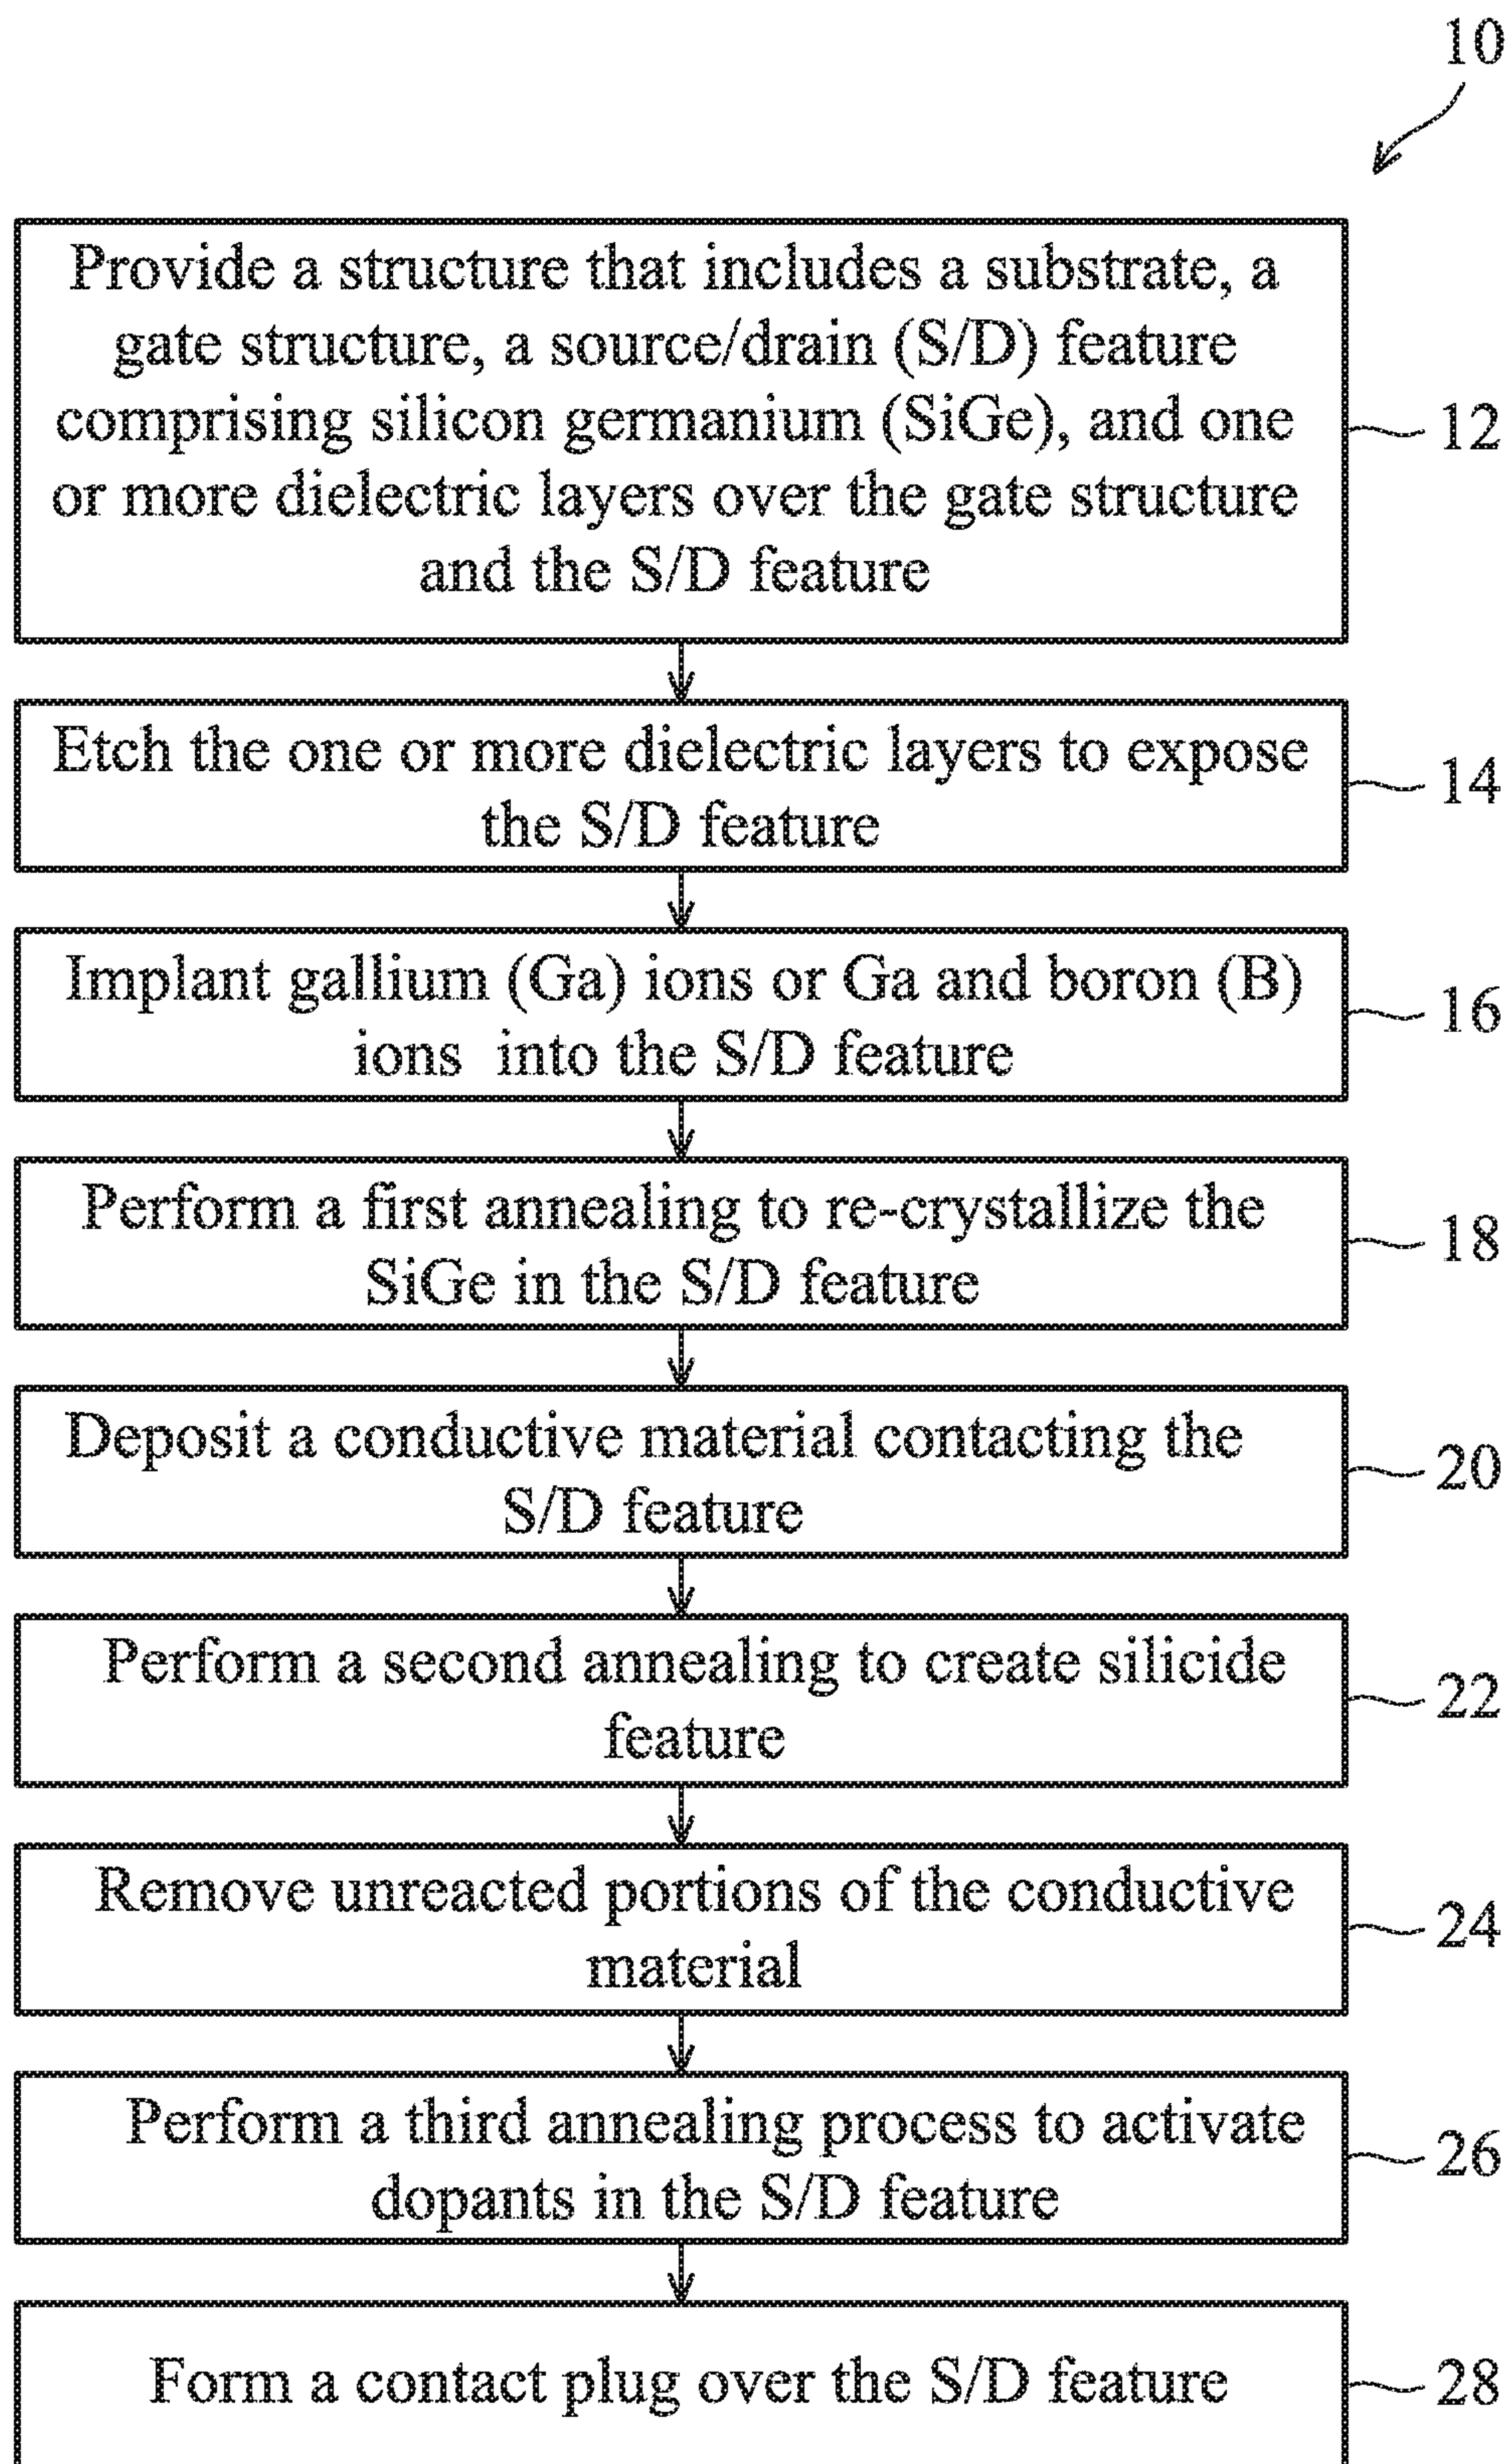 10
Provide a structure that includes a substrate, a
gate structure, a source/drain (S/D) feature
comprising silicon germanium (SiGe), and one
or more dielectric layers over the gate structure
and the S/D feature
12
Etch the one or more dielectric layers to expose
the S/D feature
14
Implant gallium (Ga) ions or Ga and boron (B)
ions into the S/D feature
16
Perform a first annealing to re-crystallize the
SiGe in the S/D feature
18
Deposit a conductive material contacting the
S/D feature
20
Perform a second annealing to create silicide
feature
22
Remove unreacted portions of the conductive
material
24
Perform a third annealing process to activate
dopants in the S/D feature
26
Form a contact plug over the S/D feature
28